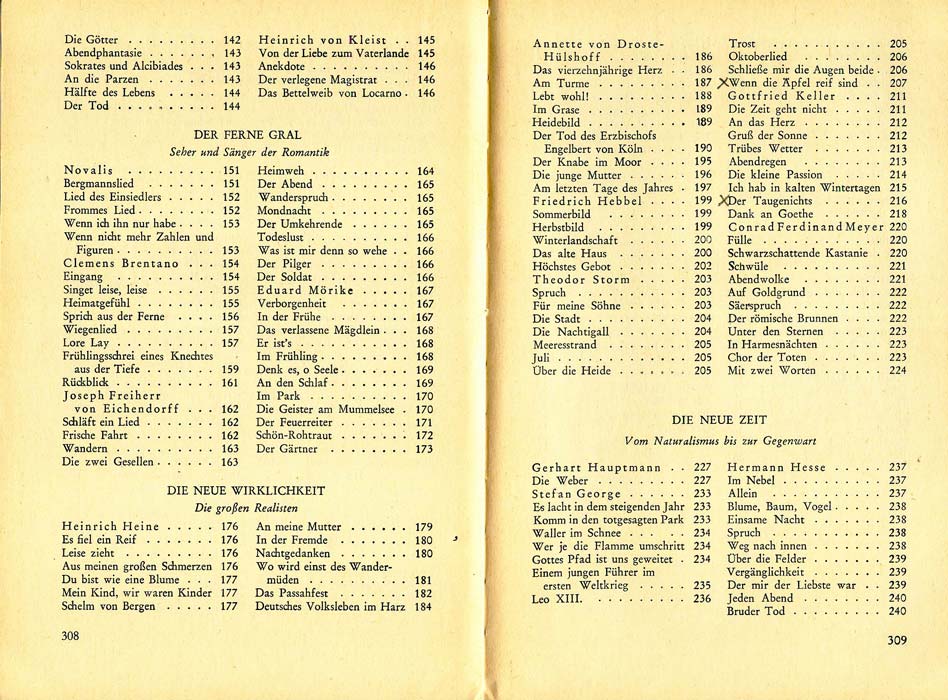 Die Götter . . . . . . . . . 142
Abendphantasie . . . . . . . 143
Sokrates und Alcibiades . . . 143
An die Parzen . . . . . . . 143
Hälfte des Lebens . . . . . 144
Der Tod . . . . . . . . . . 144
Heinrich von Kleist . . 145
Von der Liebe zum Vaterlande 145
Anekdote . . . . . . . . . 146
Der verlegene Magistrat . . . 146
Das Bettelweib von Locarno . 146
DER FERNE GRAL
Seher und Sänger der Romantik
Novalis . . . . . . . . . . 151
Bergmannslied . . . . . . . 151
Lied des Einsiedlers . . . . . 152
Frommes Lied . . . . . . . . 152
Wenn ich ihn nur habe . . . . 153
Wenn nicht mehr Zahlen und
Figuren . . . . . . . . . . 153
Clemens Brentano . . . 154
Eingang . . . . . . . . . 154
Singet leise, leise . . . . . . 155
Heimatgefühl . . . . . . . . 155
Sprich aus der Ferne . . . . 156
Wiegenlied . . . . . . . . 157
Lore Lay . . . . . . . . . 157
Frühlingsschrei eines Knechtes
aus der Tiefe . . . . . . . 159
Rückblick . . . . . . . . . 161
Joseph Freiherr
von Eichendorff . . . 162
Schläft ein Lied . . . . . . 162
Frische Fahrt . . . . . . . 162
Wandern . . . . . . . . . 163
Die zwei Gesellen . . . . . . 163
Heimweh . . . . . . . . . 164
Der Abend . . . . . . . . 165
Wanderspruch . . . . . . . 165
Mondnacht . . . . . . . . 165
Der Umkehrende . . . . . . 165
Todeslust . . . . . . . . . 166
Was ist mir denn so wehe . . 166
Der Pilger . . . . . . . . . 166
Der Soldat . . . . . . . . 166
Eduard Mörike . . . . . 167
Verborgenheit . . . . . . . 167
In der Frühe . . . . . . . . 167
Das verlassene Mägdlein . . . 168
Er ist's . . . . . . . . . . 168
Im Frühling . . . . . . . . 168
Denk es, o Seele . . . . . . 169
An den Schlaf . . . . . . . 169
Im Park . . . . . . . . . 170
Die Geister am Mummelsee . 170
Der Feuerreiter . . . . . . 171
Schön-Rohtraut . . . . . . 172
Der Gärtner . . . . . . . . 173
DIE NEUE WIRKLICHKEIT
Die großen Realisten
Heinrich Heine . . . . . 176
Es fiel ein Reif . . . . . . . 176
Leise zieht . . . . . . . . . 176
Aus meinen großen Schmerzen 176
Du bist wie eine Blume . . . 177
Mein Kind, wir waren Kinder 177
Schelm von Bergen . . . . . 177
An meine Mutter . . . . . . 179
In der Fremde . . . . . . . 180
Nachtgedanken . . . . . . . 180
Wo wird einst des Wander-
müden . . . . . . . . . 181
Das Passahfest . . . . . . . 182
Deutsches Volksleben im Harz 184
308
Annette von Droste-
Hülshoff . . . . . . . . 186
Das vierzehnjährige Herz . . 186
Am Turme . . . . . . . . 187
Lebt wohl! . . . . . . . . 188
Im Grase . . . . . . . . . 189
Heidebild . . . . . . . . . 189
Der Tod des Erzbischofs
Engelbert von Köln . . . . 190
Der Knabe im Moor . . . . 195
Die junge Mutter . . . . . . 196
Am letzten Tage des Jahres . 197
Friedrich Hebbel . . . . 199
Sommerbild . . . . . . . . 199
Herbstbild . . . . . . . . 199
Winterlandschaft . . . . . . 200
Das alte Haus . . . . . . . 200
Höchstes Gebot . . . . . . 202
Theodor Storm . . . . . 203
Spruch . . . . . . . . . . 203
Für meine Söhne . . . . . . 203
Die Stadt . . . . . . . . . 204
Die Nachtigall . . . . . . . 204
Meeresstrand . . . . . . . 205
Juli . . . . . . . . . . . 205
Über die Heide . . . . . . . 205
Trost . . . . . . . . . . 205
Oktoberlied . . . . . . . . 206
Schließe mir die Augen beide . 206
Wenn die Äpfel reif sind . . 207
Gottfried Keller . . . . 211
Die Zeit geht nicht . . . . . 211
An das Herz . . . . . . . . 212
Gruß der Sonne . . . . . . 212
Trübes Wetter . . . . . . . 213
Abendregen . . . . . . . . 213
Die kleine Passion . . . . . 214
Ich hab in kalten Wintertagen 215
Der Taugenichts . . . . . . 216
Dank an Goethe . . . . . . 218
Conrad Ferdinand Meyer 220
Fülle . . . . . . . . . . . 220
Schwarzschattende Kastanie . 220
Schwüle . . . . . . . . . 221
Abendwolke . . . . . . . . 221
Auf Goldgrund . . . . . . 222
Säerspruch . . . . . . . . 222
Der römische Brunnen . . . 222
Unter den Sternen . . . . . 223
In Harmesnächten . . . . . 223
Chor der Toten . . . . . . 223
Mit zwei Worten . . . . . . 224
DIE NEUE ZEIT
Vom Naturalismus bis zur Gegenwart
Gerhart Hauptmann . . 227
Die Weber . . . . . . . . 227
Stefan George . . . . . . 233
Es lacht in dem steigenden Jahr 233
Komm in den totgesagten Park 233
Waller im Schnee . . . . . 234
Wer je die Flamme umschritt 234
Gottes Pfad ist uns geweitet . 234
Einem jungen Führer im
ersten Weltkrieg . . . . . 235
Leo XIII. . . . . . . . . . 236
Hermann Hesse . . . . . 237
Im Nebel . . . . . . . . . 237
Allein . . . . . . . . . . 237
Blume, Baum, Vogel . . . . . 238
Einsame Nacht . . . . . . . 238
Spruch . . . . . . . . . . 238
Weg nach innen . . . . . . 238
Über die Felder . . . . . . 239
Vergänglichkeit . . . . . . 239
Der mir der Liebste war . . 239
Jeden Abend . . . . . . . . 240
Bruder Tod . . . . . . . . 240
309